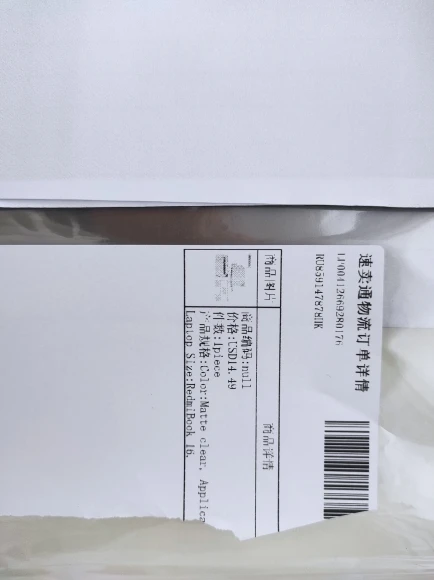 速卖通物流订单详情
LP00412669280176
RU859147878HK
商品图片
商品详情
商品编码:null
价格:USD14.49
件数:1piece
产品规格:Color:Matte clear, Applica
Laptop Size:RedmiBook 16.